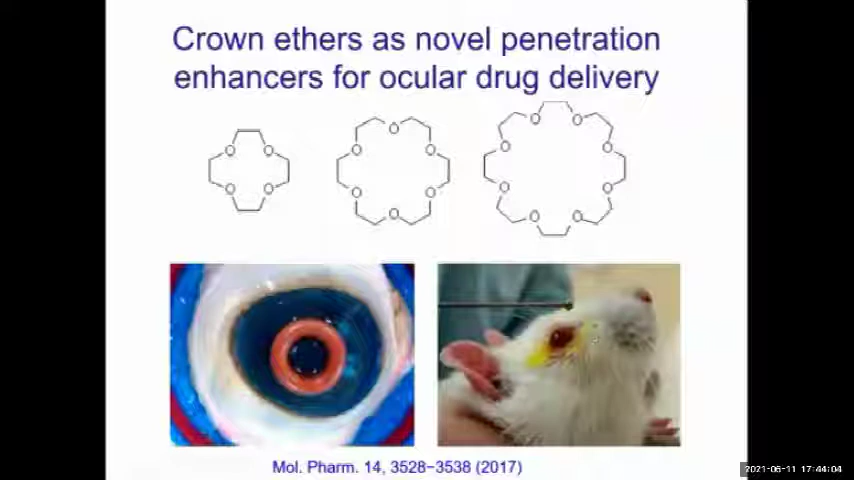 Crown ethers as novel penetration
enhancers for ocular drug delivery
O
O O
O O O O
O O
O O
O O O O
O O
O
O O
Mol. Pharm. 14, 3528−3538 (2017)
2021-06-11 17:44:04